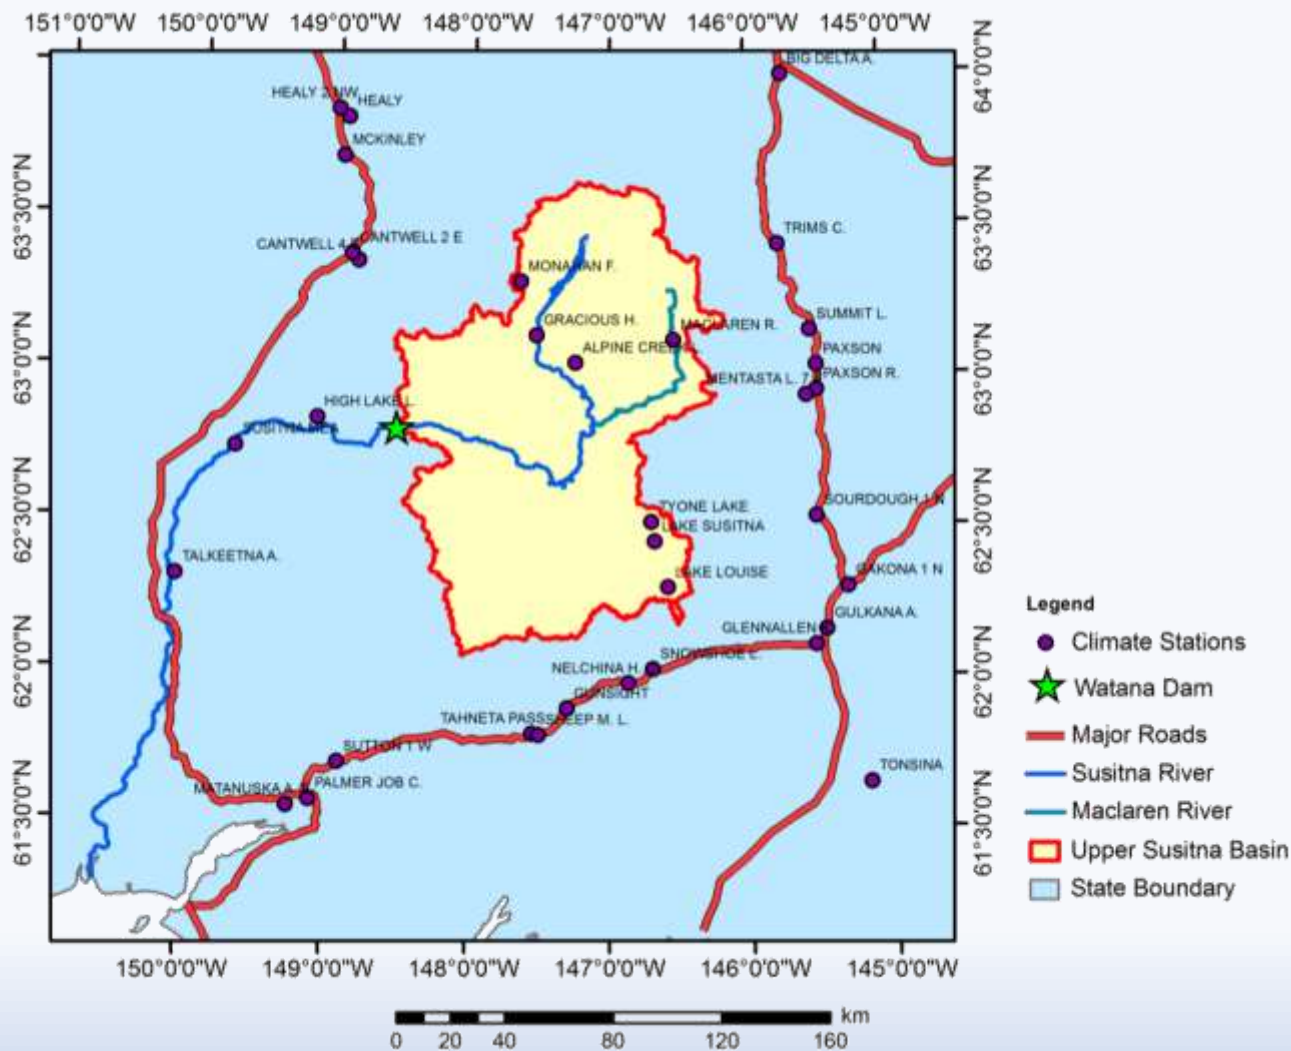 151°0'0"W 150°0'0"W 149°0'0"W 148°0'0"W 147°0'0"W 146°0'0"W 145°0'0"W
BIG DELTA A.
HEALY 2 NW
HEALY
MCKINLEY
TRIMS C.
CANTWELL 4 E
CANTWELL 2 E
MONAHAN F.
SUMMIT L.
GRACIOUS H.
MACLAREN R.
ALPINE CREEK
PAXSON
PAXSON R.
MENTASTA L. 7
HIGH LAKE L.
SUSITNA
SOURDOUGH 1 N
TYONE LAKE
LAKE SUSITNA
TALKEETNA A.
GAKONA 1 N
LAKE LOUISE
GULKANA A.
GLENNALLEN
SNOWSHOE L.
NELCHINA H.
GUNSIGHT
TAHNETA PASS
SHEEP M. L.
SUTTON 1 W
TONSINA
MATANUSKA A.
PALMER JOB C.
63°30'0"N
63°0'0"N
62°30'0"N
62°0'0"N
61°30'0"N
64°0'0"N
63°30'0"N
63°0'0"N
62°30'0"N
62°0'0"N
61°30'0"N
150°0'0"W 149°0'0"W 148°0'0"W 147°0'0"W 146°0'0"W 145°0'0"W
Legend
Climate Stations
Watana Dam
Major Roads
Susitna River
Maclaren River
Upper Susitna Basin
State Boundary
km
0 20 40 80 120 160